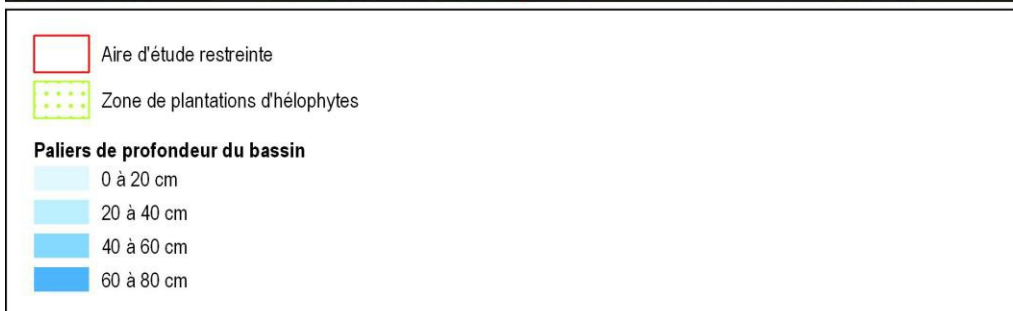 Aire d'étude restreinte
Zone de plantations d'hélophytes
Paliers de profondeur du bassin
0 à 20 cm
20 à 40 cm
40 à 60 cm
60 à 80 cm